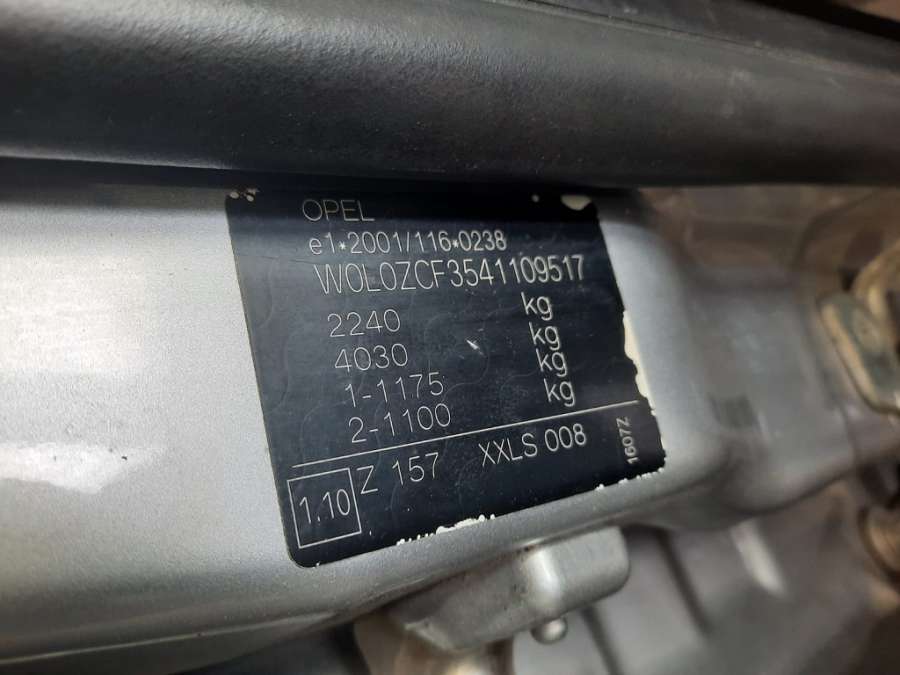 OPEL
e1*2001/116*0238
W0L0ZCF3541109517
2240 kg
4030 kg
1-1175 kg
2-1100 kg
1.10 Z 157 XXLS 008
1607Z